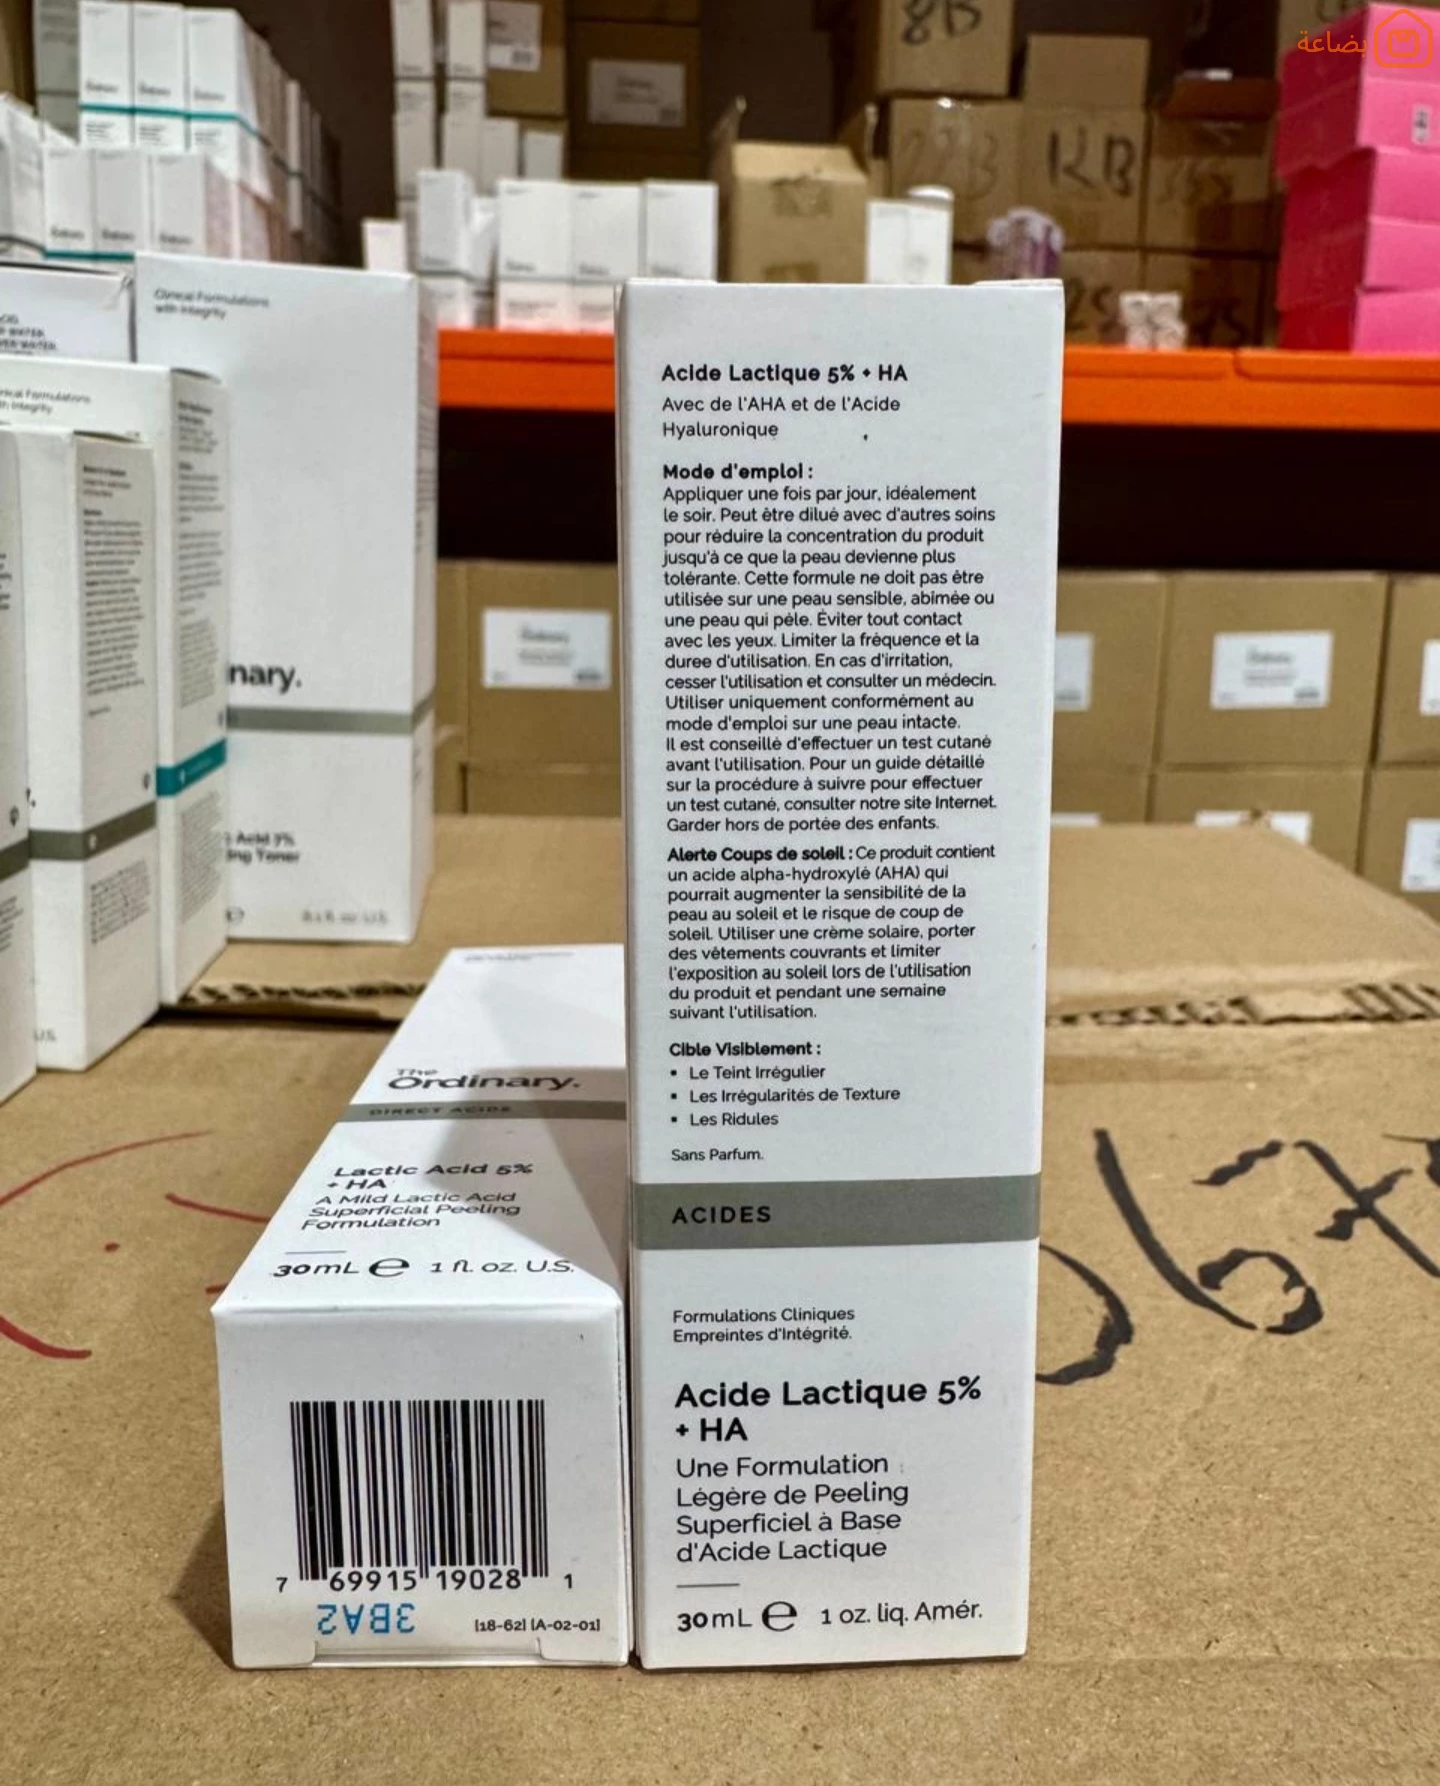 بضاعة
8B
12B
Clinical Formulations
with Integrity
nary.
Acid 7%
Toner
Acide Lactique 5% + HA
Avec de l'AHA et de l'Acide
Hyaluronique
Mode d'emploi :
Appliquer une fois par jour, idéalement
le soir. Peut être dilué avec d'autres soins
pour réduire la concentration du produit
jusqu'à ce que la peau devienne plus
tolérante. Cette formule ne doit pas être
utilisée sur une peau sensible, abîmée ou
une peau qui pèle. Éviter tout contact
avec les yeux. Limiter la fréquence et la
duree d'utilisation. En cas d'irritation,
cesser l'utilisation et consulter un médecin.
Utiliser uniquement conformément au
mode d'emploi sur une peau intacte.
Il est conseillé d'effectuer un test cutané
avant l'utilisation. Pour un guide détaillé
sur la procédure à suivre pour effectuer
un test cutané, consulter notre site Internet.
Garder hors de portée des enfants.
Alerte Coups de soleil : Ce produit contient
un acide alpha-hydroxylé (AHA) qui
pourrait augmenter la sensibilité de la
peau au soleil et le risque de coup de
soleil. Utiliser une crème solaire, porter
des vêtements couvrants et limiter
l'exposition au soleil lors de l'utilisation
du produit et pendant une semaine
suivant l'utilisation.
Cible Visiblement :
• Le Teint Irrégulier
• Les Irrégularités de Texture
• Les Ridules
Sans Parfum.
ACIDES
Formulations Cliniques
Empreintes d'Intégrité.
Acide Lactique 5%
+ HA
Une Formulation
Légère de Peeling
Superficiel à Base
d'Acide Lactique
30mL e 1 oz. liq. Amér.
The
Ordinary.
DIRECT ACIDS
Lactic Acid 5%
+ HA
A Mild Lactic Acid
Superficial Peeling
Formulation
30mL e 1 fl. oz. U.S.
7 69915 19028 1
3BA2
[18-62] [A-02-01]